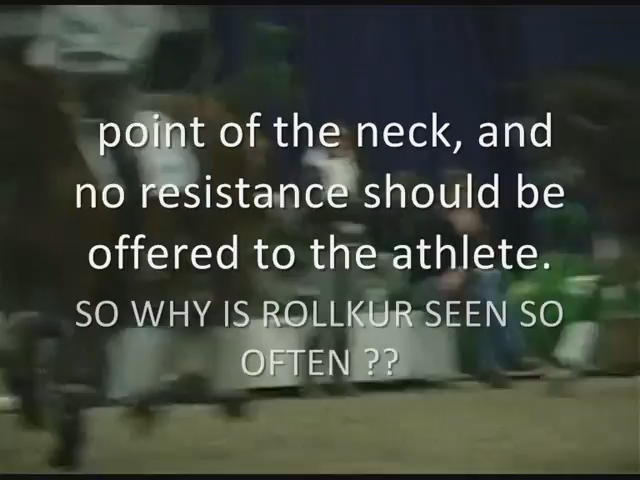 point of the neck, and
no resistance should be
offered to the athlete.
SO WHY IS ROLLKUR SEEN SO
OFTEN ??